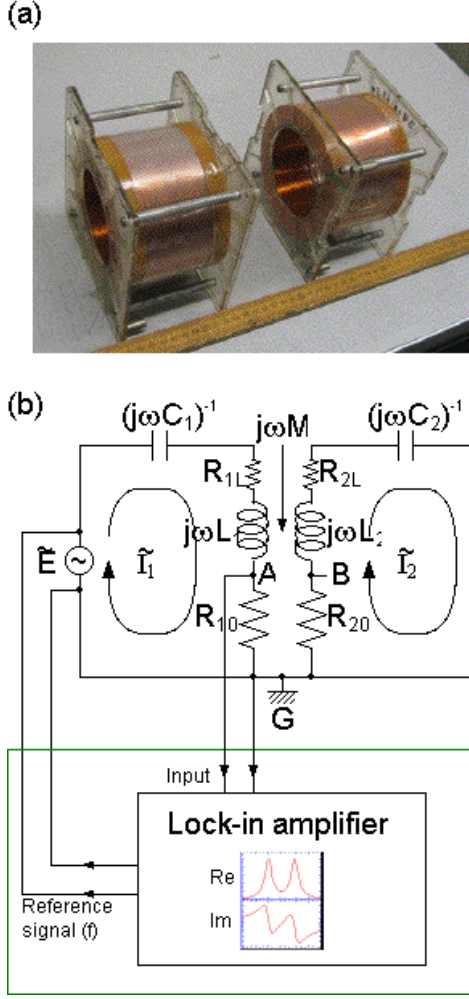 (a)
(b)
(jωC₁)⁻¹
jωM
(jωC₂)⁻¹
R₁L
R₂L
jωL
jωL₂
Ẽ
~
Ĩ₁
Ĩ₂
A
B
R₁₀
R₂₀
G
Input
Lock-in amplifier
Re
Im
Reference
signal (f)